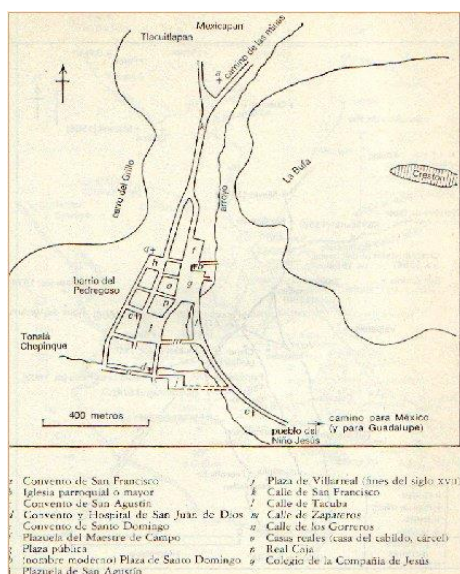 Mexicapan
Tlacuitlapan
camino de las minas
cerro del Grillo
arroyo
La Bufa
Creston
barrio del
Pedregoso
Tonalá
Chepinque
400 metros
pueblo del
Niño Jesús
camino para México
(y para Guadalupe)
Convento de San Francisco
Iglesia parroquial o mayor
Convento de San Agustín
Convento y Hospital de San Juan de Dios
Convento de Santo Domingo
Plazuela del Maestre de Campo
Plaza pública
(nombre moderno) Plaza de Santo Domingo
Plazuela de San Agustín
Plaza de Villarreal (fines del siglo XVII)
k Calle de San Francisco
l Calle de Tacuba
m Calle de Zapateros
n Calle de los Gorreros
o Casas reales (casa del cabildo, cárcel)
p Real Caja
q Colegio de la Compañía de Jesús